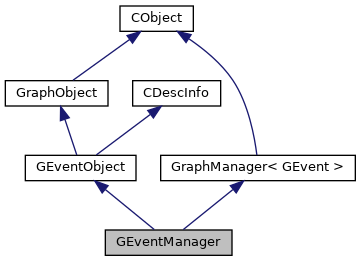 CObject
GraphObject
CDescInfo
GEventObject
GraphManager< GEvent >
GEventManager